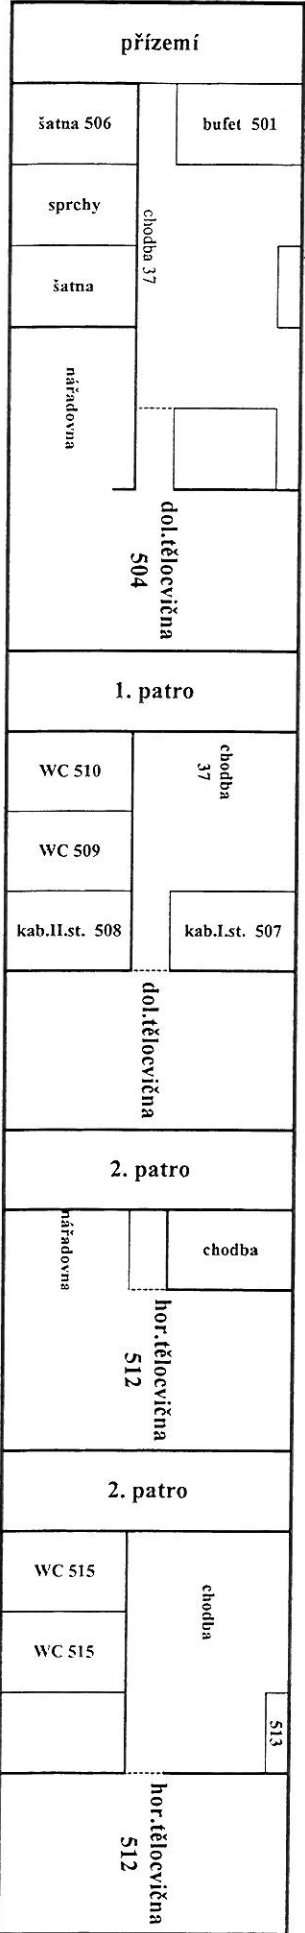 přízemí
šatna 506
bufet 501
sprchy
chodba 37
šatna
nářadovna
dol.tělocvična
504
1. patro
WC 510
chodba
37
WC 509
kab.II.st. 508
kab.I.st. 507
dol.tělocvična
2. patro
nářadovna
chodba
hor.tělocvična
512
2. patro
WC 515
chodba
WC 515
513
hor.tělocvična
512